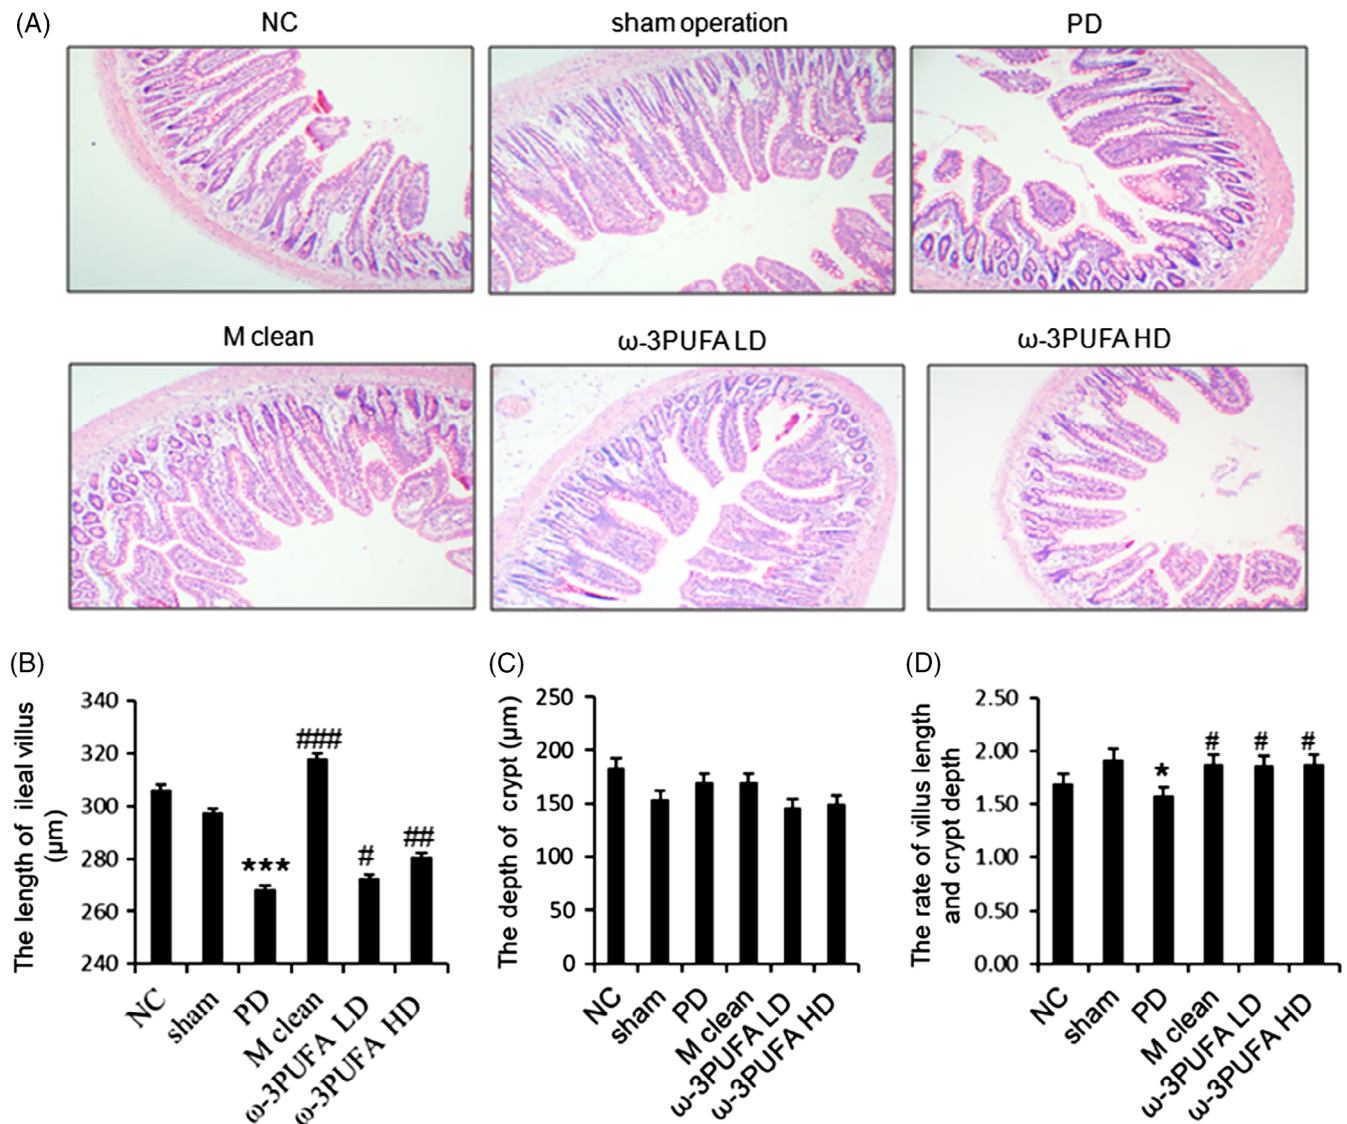 (A)
NC
sham operation
PD
M clean
ω-3PUFA LD
ω-3PUFA HD
(B)
The length of ileal villus
(μm)
340
320
300
280
260
240
***
###
#
##
NC
sham
PD
M clean
ω-3PUFA LD
ω-3PUFA HD
(C)
The depth of crypt (μm)
250
200
150
100
50
0
NC
sham
PD
M clean
ω-3PUFA LD
ω-3PUFA HD
(D)
The rate of villus length
and crypt depth
2.50
2.00
1.50
1.00
0.50
0.00
*
#
#
#
NC
sham
PD
M clean
ω-3PUFA LD
ω-3PUFA HD